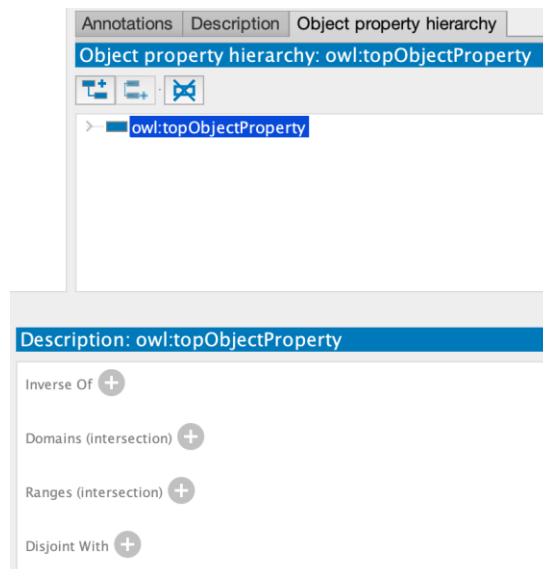 Annotations Description Object property hierarchy
Object property hierarchy: owl:topObjectProperty
owl:topObjectProperty
Description: owl:topObjectProperty
Inverse Of
Domains (intersection)
Ranges (intersection)
Disjoint With